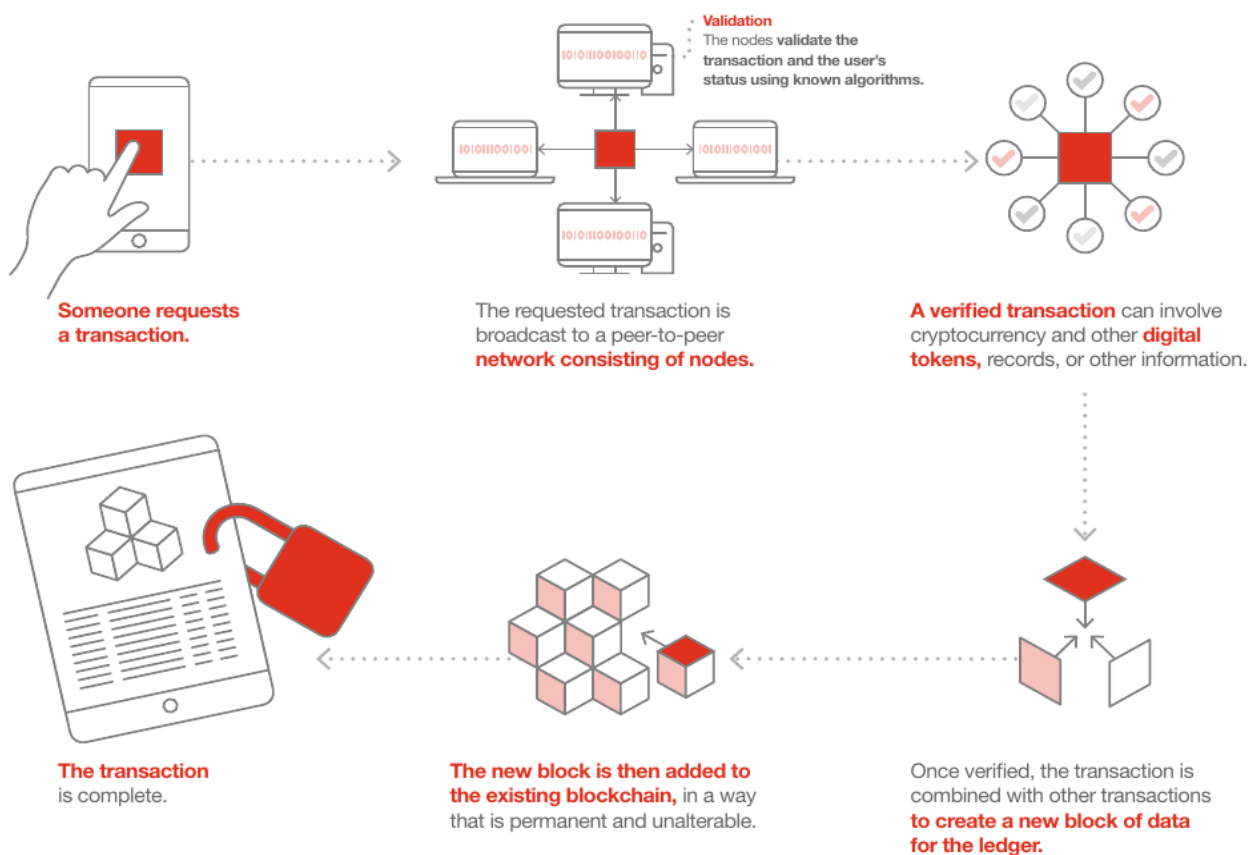 Validation
The nodes validate the
transaction and the user's
status using known algorithms.
101011100100110
1010111001001
1010111001001
101011100100110
Someone requests
a transaction.
The requested transaction is
broadcast to a peer-to-peer
network consisting of nodes.
A verified transaction can involve
cryptocurrency and other digital
tokens, records, or other information.
The transaction
is complete.
The new block is then added to
the existing blockchain, in a way
that is permanent and unalterable.
Once verified, the transaction is
combined with other transactions
to create a new block of data
for the ledger.